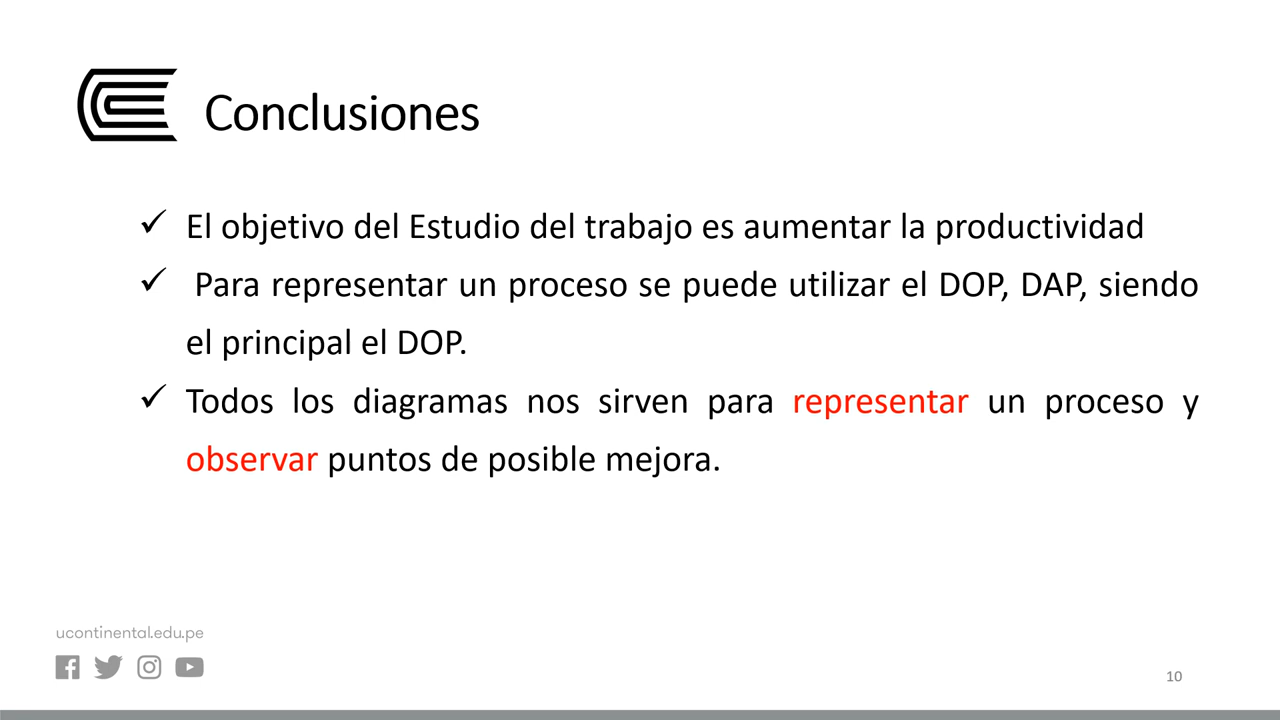 Conclusiones
✓ El objetivo del Estudio del trabajo es aumentar la productividad
✓ Para representar un proceso se puede utilizar el DOP, DAP, siendo
el principal el DOP.
✓ Todos los diagramas nos sirven para representar un proceso y
observar puntos de posible mejora.
ucontinental.edu.pe
10